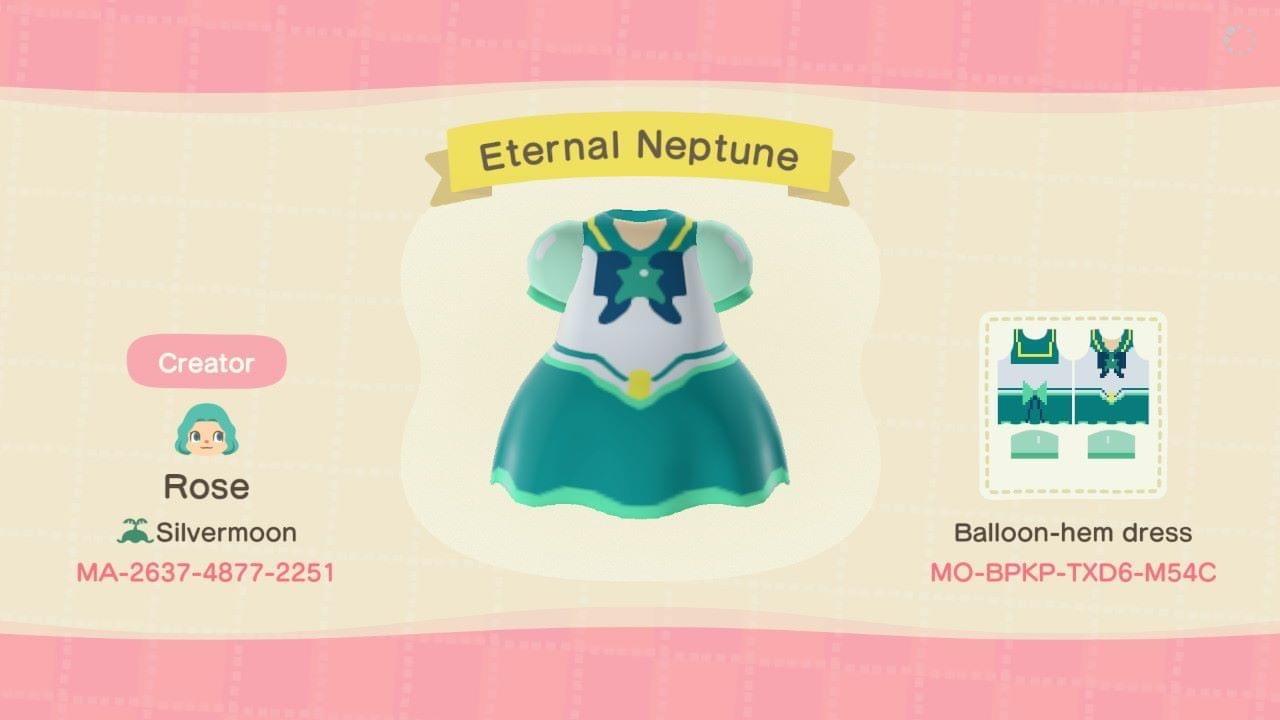 Eternal Neptune
Creator
Rose
Silvermoon
MA-2637-4877-2251
Balloon-hem dress
MO-BPKP-TXD6-M54C